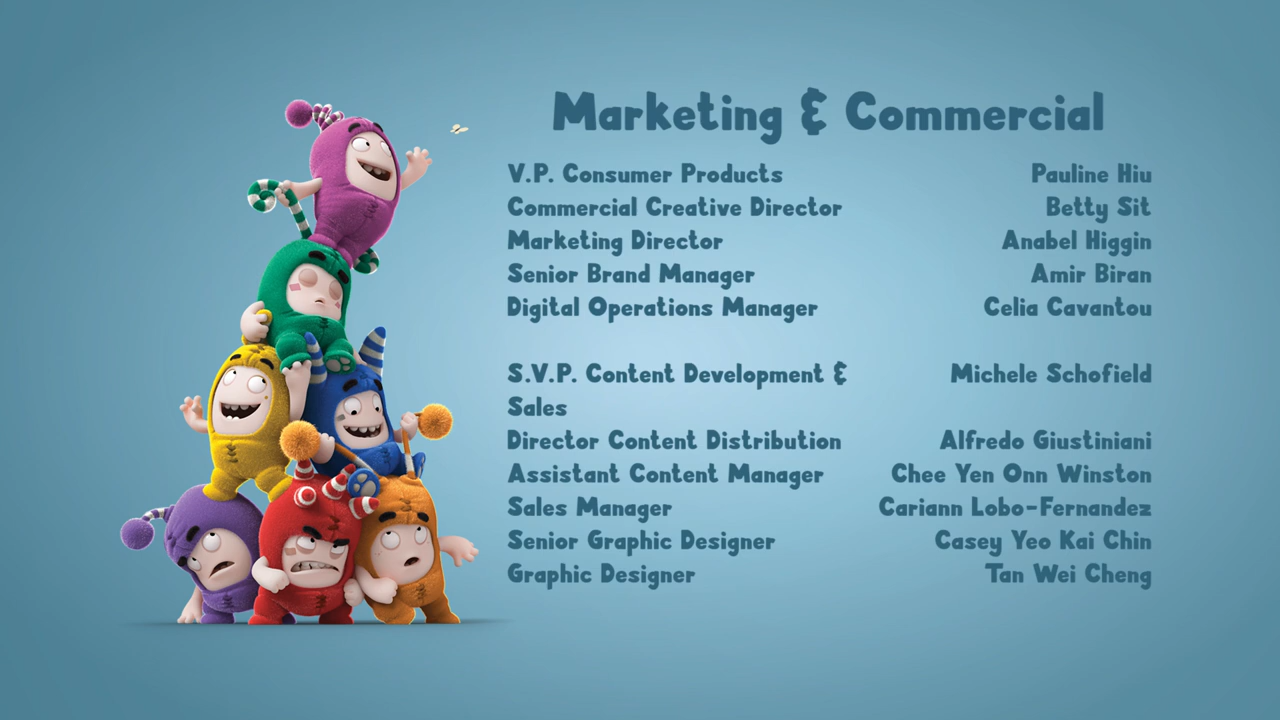 Marketing & Commercial
V.P. Consumer Products Pauline Hiu
Commercial Creative Director Betty Sit
Marketing Director Anabel Higgin
Senior Brand Manager Amir Biran
Digital Operations Manager Celia Cavantou
S.V.P. Content Development & Michele Schofield
Sales
Director Content Distribution Alfredo Giustiniani
Assistant Content Manager Chee Yen Onn Winston
Sales Manager Cariann Lobo-Fernandez
Senior Graphic Designer Casey Yeo Kai Chin
Graphic Designer Tan Wei Cheng